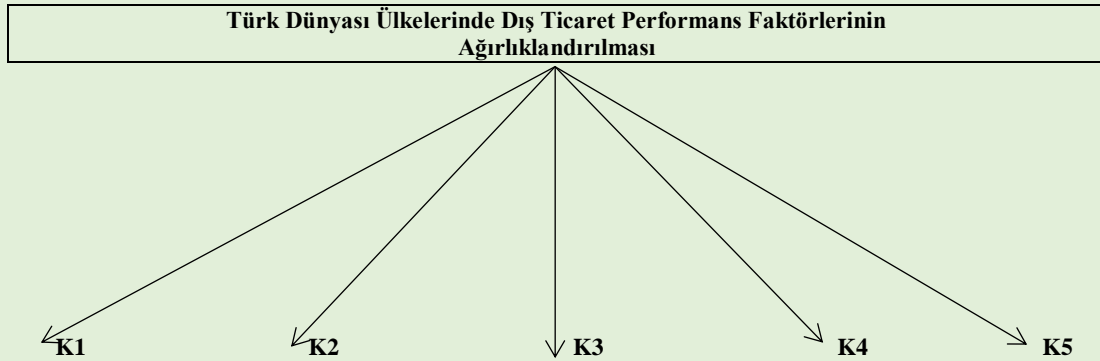 Türk Dünyası Ülkelerinde Dış Ticaret Performans Faktörlerinin
Ağırlıklandırılması
K1 K2 K3 K4 K5